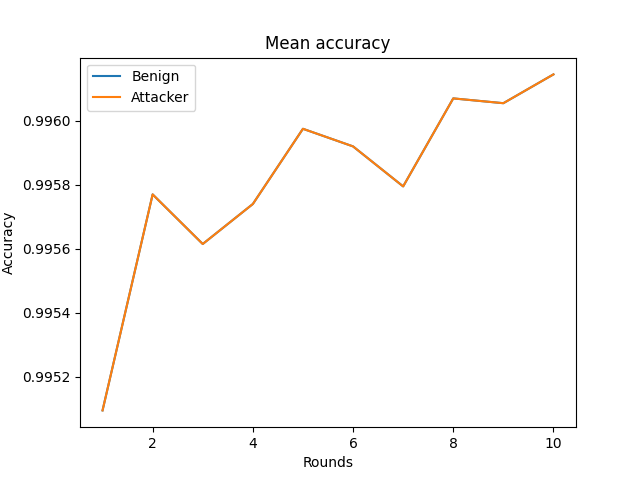 Mean accuracy
Benign
Attacker
0.9960
0.9958
0.9956
0.9954
0.9952
Accuracy
2 4 6 8 10
Rounds